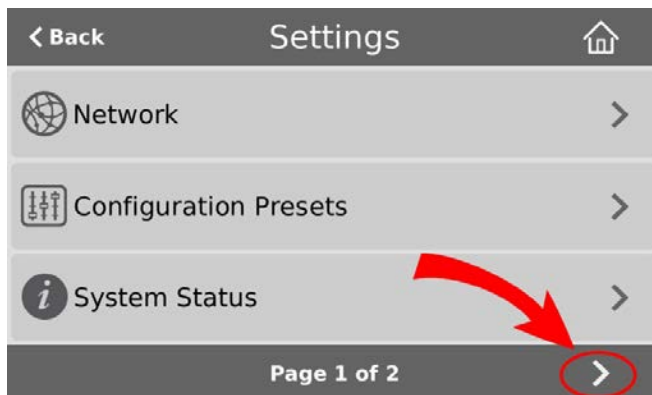 Back Settings
Network
Configuration Presets
System Status
Page 1 of 2